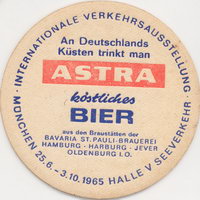 INTERNATIONALE VERKEHRSAUSSTELLUNG ·
MÜNCHEN 25.6. - 3.10.1965 HALLE V SEEVERKEHR ·
An Deutschlands
Küsten trinkt man
ASTRA
köstliches
BIER
aus den Braustätten der
BAVARIA ST. PAULI-BRAUEREI
HAMBURG - HARBURG - JEVER
OLDENBURG I.O.